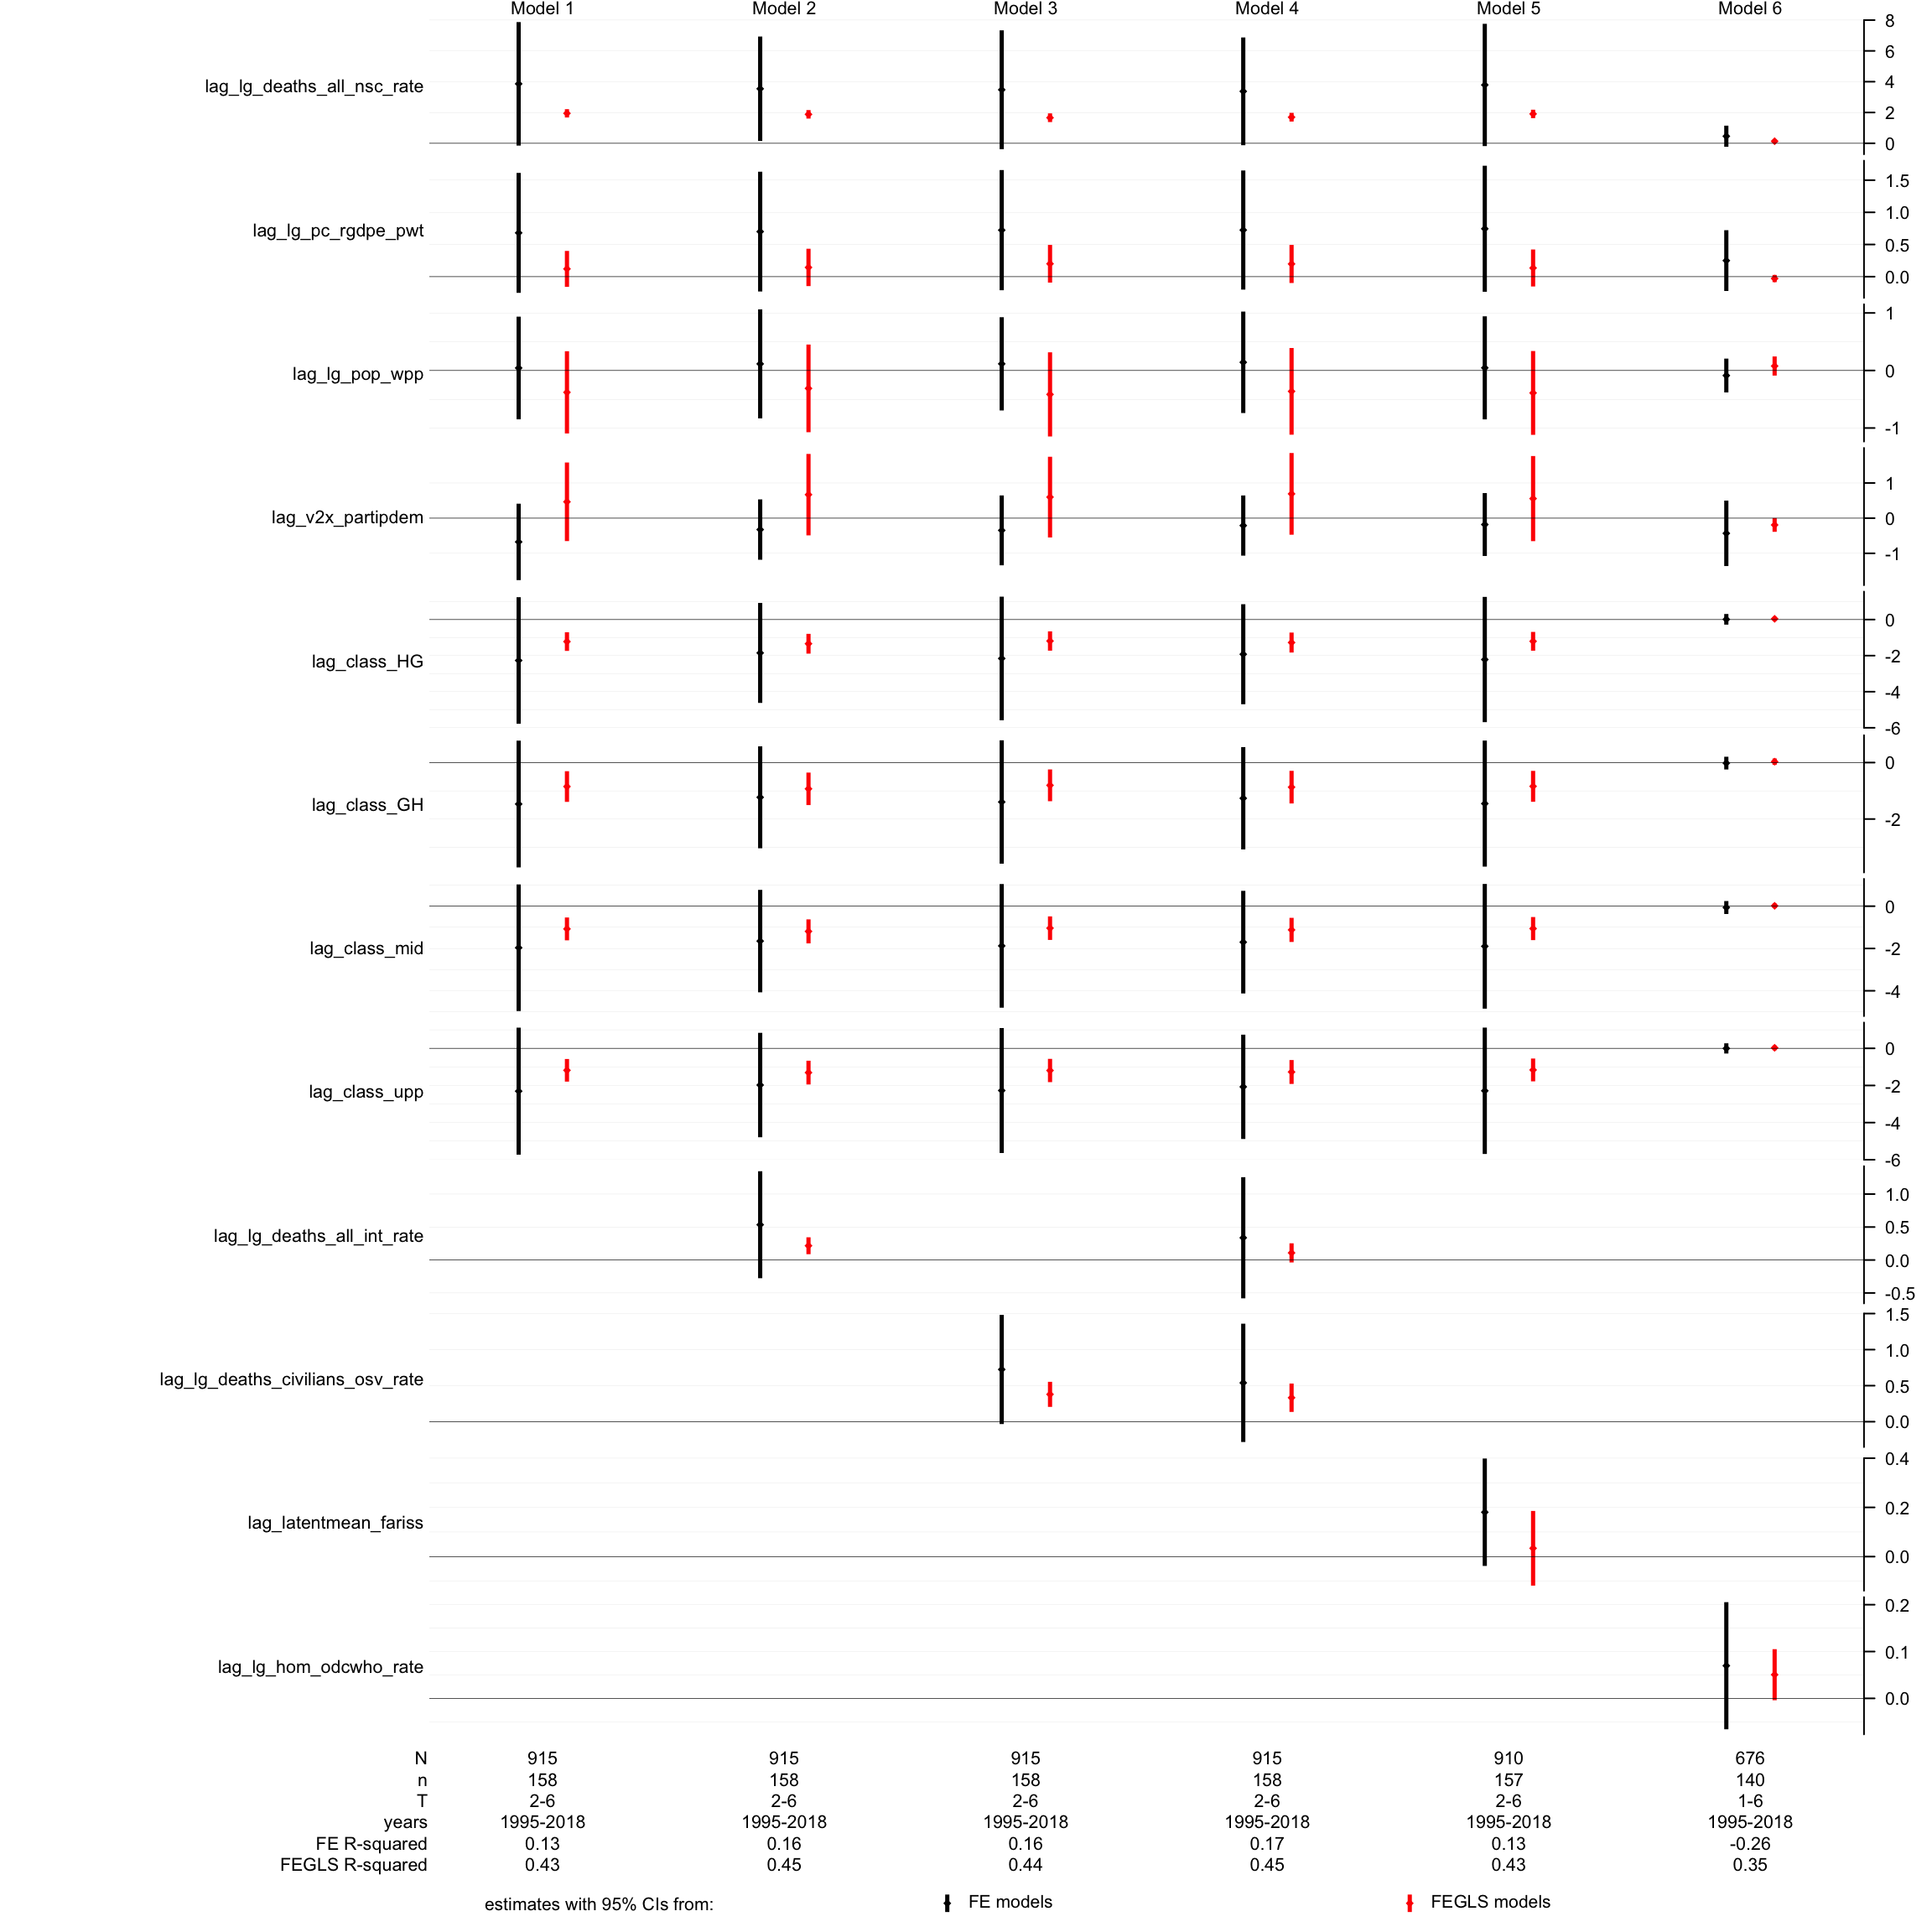 Model 1 Model 2 Model 3 Model 4 Model 5 Model 6
lag_lg_deaths_all_nsc_rate
8
6
4
2
0
lag_lg_pc_rgdpe_pwt
1.5
1.0
0.5
0.0
lag_lg_pop_wpp
1
0
-1
lag_v2x_partipdem
1
0
-1
lag_class_HG
0
-2
-4
-6
lag_class_GH
0
-2
lag_class_mid
0
-2
-4
lag_class_upp
0
-2
-4
-6
lag_lg_deaths_all_int_rate
1.0
0.5
0.0
-0.5
lag_lg_deaths_civilians_osv_rate
1.5
1.0
0.5
0.0
lag_latentmean_fariss
0.4
0.2
0.0
lag_lg_hom_odcwho_rate
0.2
0.1
0.0
N 915 915 915 915 910 676
n 158 158 158 158 157 140
T 2-6 2-6 2-6 2-6 2-6 1-6
years 1995-2018 1995-2018 1995-2018 1995-2018 1995-2018 1995-2018
FE R-squared 0.13 0.16 0.16 0.17 0.13 -0.26
FEGLS R-squared 0.43 0.45 0.44 0.45 0.43 0.35
estimates with 95% CIs from: FE models FEGLS models